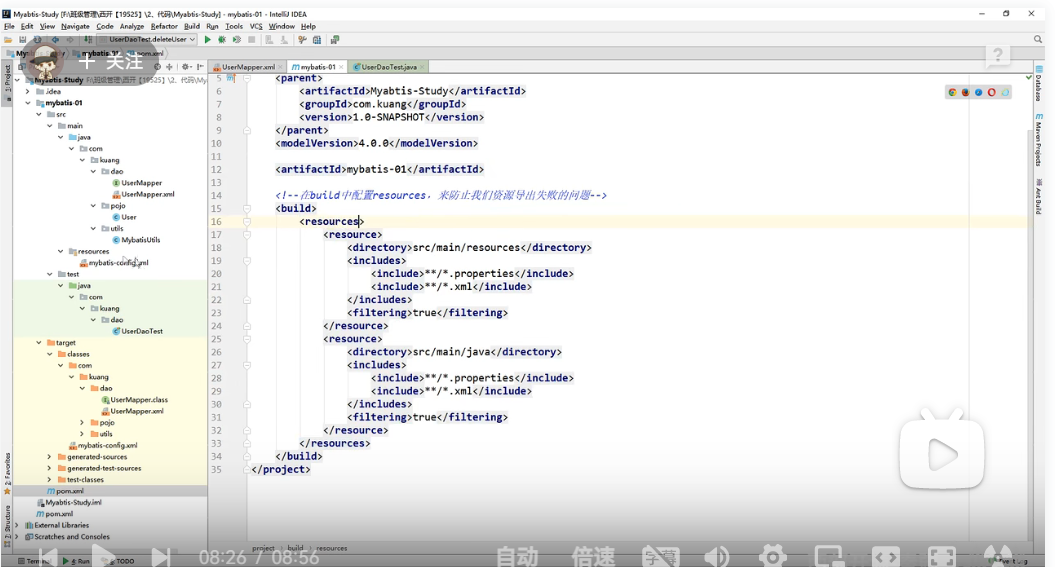 Myabtis-Study [F:\班级管理\西开【19525】\2、代码\Myabtis-Study] - mybatis-01 - IntelliJ IDEA
File Edit View Navigate Code Analyze Refactor Build Run Tools VCS Window Help
UserDaoTest.deleteUser
mybatis-01 pom.xml
+ 关注
UserMapper.xml mybatis-01 UserDaoTest.java
1: Project
Myabtis-Study F:\班级管理\西开【19525】\2、代码\My
.idea
mybatis-01
src
main
java
com
kuang
dao
UserMapper
UserMapper.xml
pojo
User
utils
MybatisUtils
resources
mybatis-config.xml
test
java
com
kuang
dao
UserDaoTest
target
classes
com
kuang
dao
UserMapper.class
UserMapper.xml
pojo
utils
mybatis-config.xml
generated-sources
generated-test-sources
test-classes
pom.xml
Myabtis-Study.iml
pom.xml
External Libraries
Scratches and Consoles
2: Favorites
Structure
5 <parent>
6 <artifactId>Myabtis-Study</artifactId>
7 <groupId>com.kuang</groupId>
8 <version>1.0-SNAPSHOT</version>
9 </parent>
10 <modelVersion>4.0.0</modelVersion>
11
12 <artifactId>mybatis-01</artifactId>
13
14 <!--在build中配置resources，来防止我们资源导出失败的问题-->
15 <build>
16 <resources>
17 <resource>
18 <directory>src/main/resources</directory>
19 <includes>
20 <include>**/*.properties</include>
21 <include>**/*.xml</include>
22 </includes>
23 <filtering>true</filtering>
24 </resource>
25 <resource>
26 <directory>src/main/java</directory>
27 <includes>
28 <include>**/*.properties</include>
29 <include>**/*.xml</include>
30 </includes>
31 <filtering>true</filtering>
32 </resource>
33 </resources>
34 </build>
35 </project>
?
Database
Maven Projects
Ant Build
project build resources
08:26 / 08:56
自动 倍速 字幕
Terminal 4: Run TODO